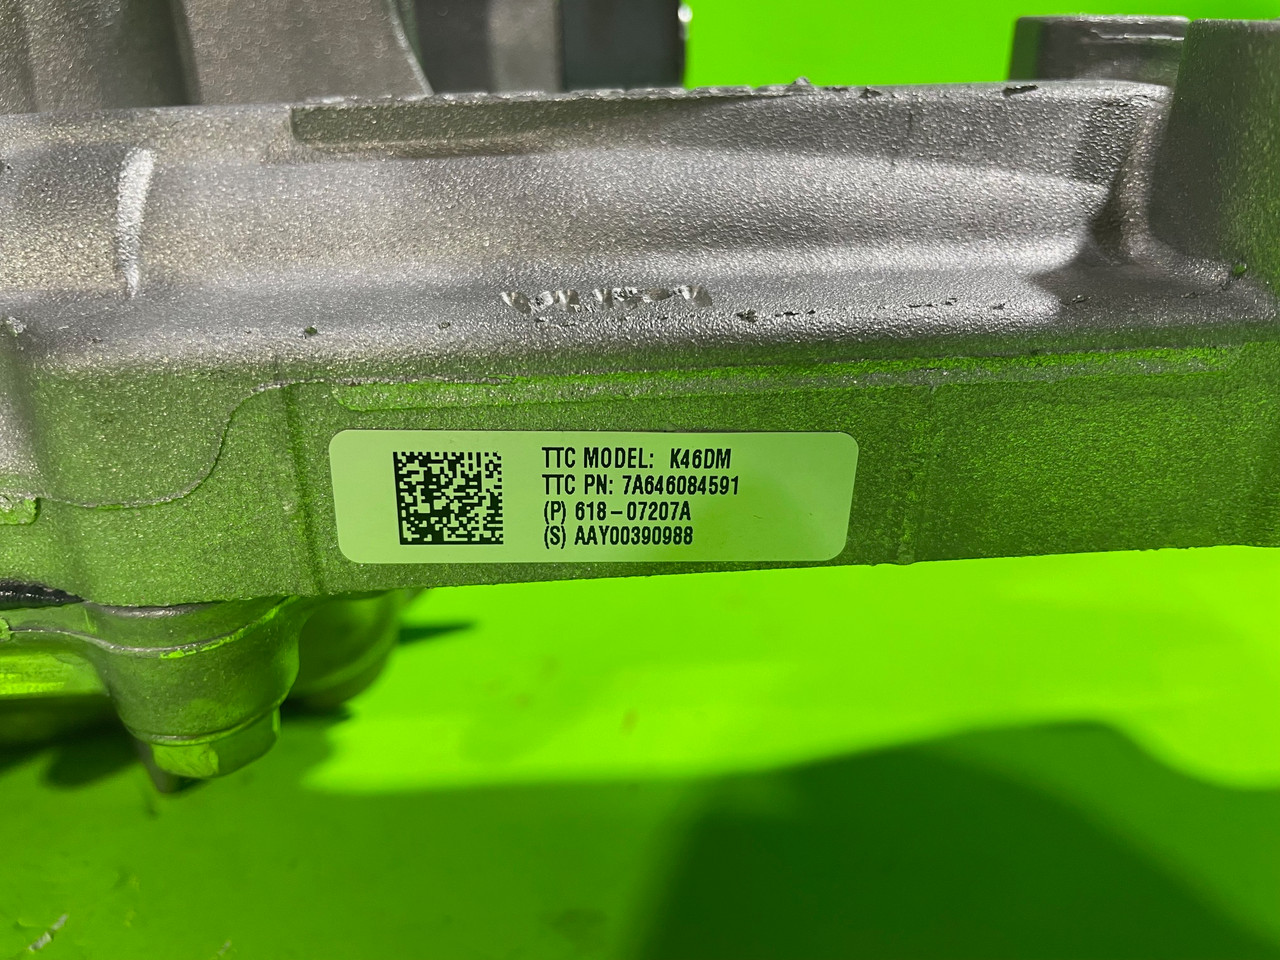 TTC MODEL: K46DM
TTC PN: 7A646084591
(P) 618-07207A
(S) AAY00390988